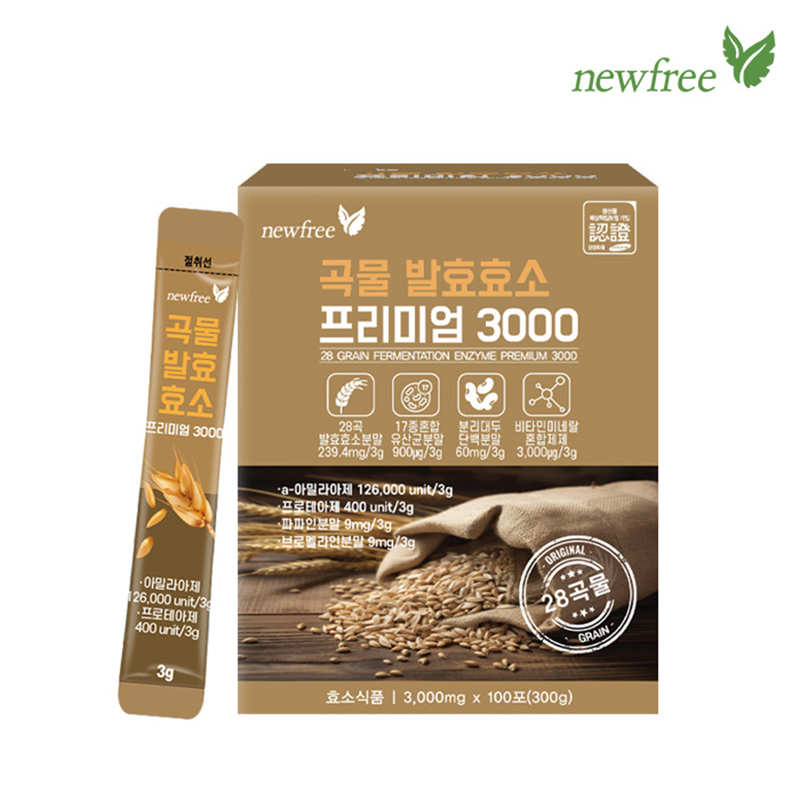 newfree
newfree
認證
곡물 발효효소
프리미엄 3000
28 GRAIN FERMENTATION ENZYME PREMIUM 3000
28곡
발효효소분말
239.4mg/3g
17
17종혼합
유산균분말
900μg/3g
분리대두
단백분말
60mg/3g
비타민미네랄
혼합제제
3,000μg/3g
·a-아밀라아제 126,000 unit/3g
·프로테아제 400 unit/3g
·파파인분말 9mg/3g
·브로멜라인분말 9mg/3g
ORIGINAL
28곡물
GRAIN
효소식품 | 3,000mg x 100포(300g)
절취선
newfree
곡물
발효
효소
프리미엄 3000
·아밀라아제
126,000 unit/3g
·프로테아제
400 unit/3g
3g